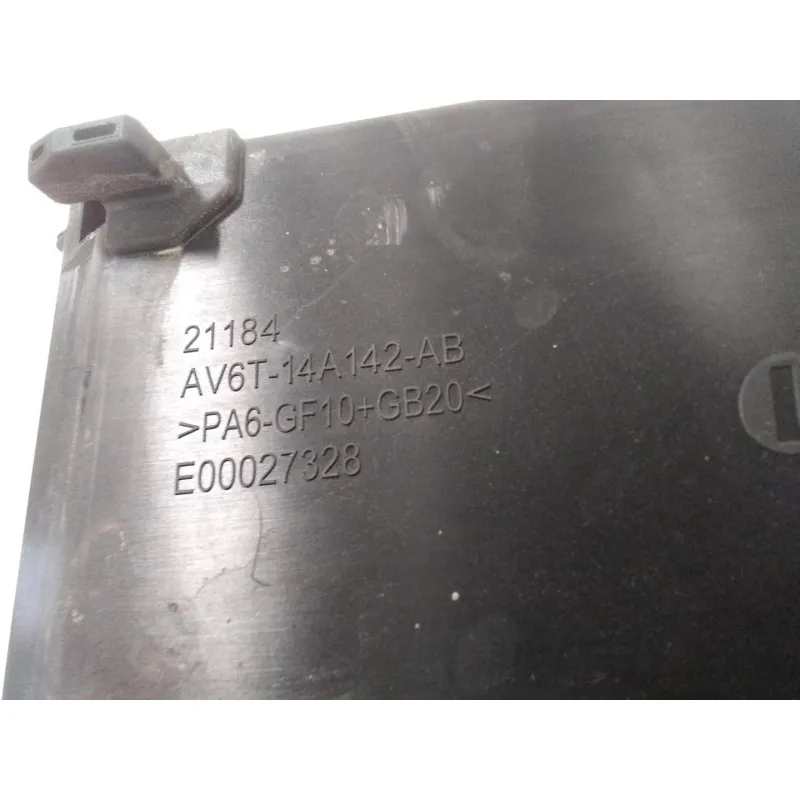 21184
AV6T-14A142-AB
>PA6-GF10+GB20<
E00027328